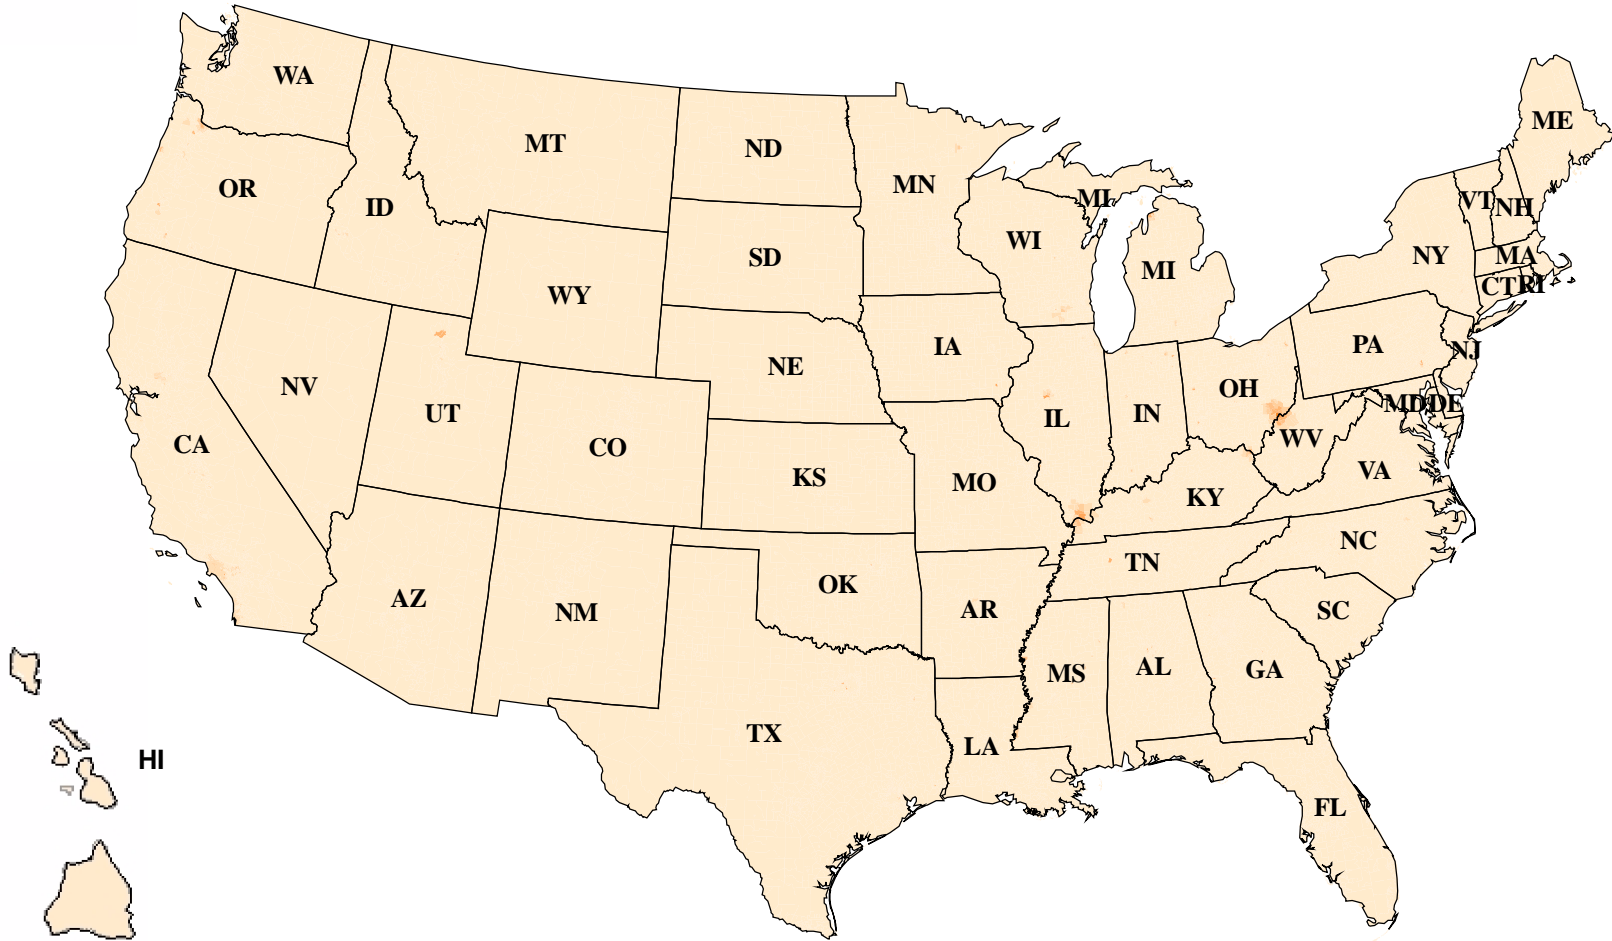 WA
MT
ND
MN
ME
OR
ID
WY
SD
WI
MI
MI
NY
VT
NH
MA
CT
RI
NV
UT
CO
NE
IA
IL
IN
OH
PA
NJ
CA
KS
MO
KY
WV
MD
DE
VA
AZ
NM
OK
AR
TN
NC
TX
LA
MS
AL
GA
SC
FL
HI